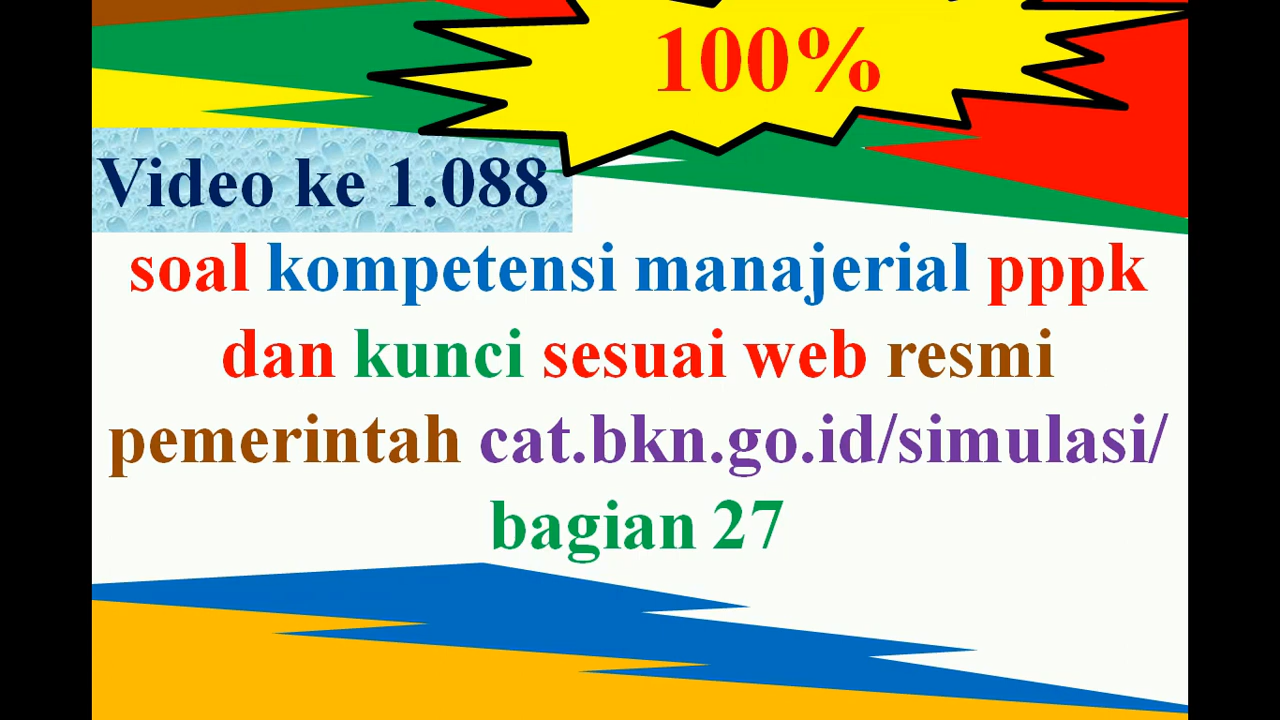 100%
Video ke 1.088
soal kompetensi manajerial pppk
dan kunci sesuai web resmi
pemerintah cat.bkn.go.id/simulasi/
bagian 27